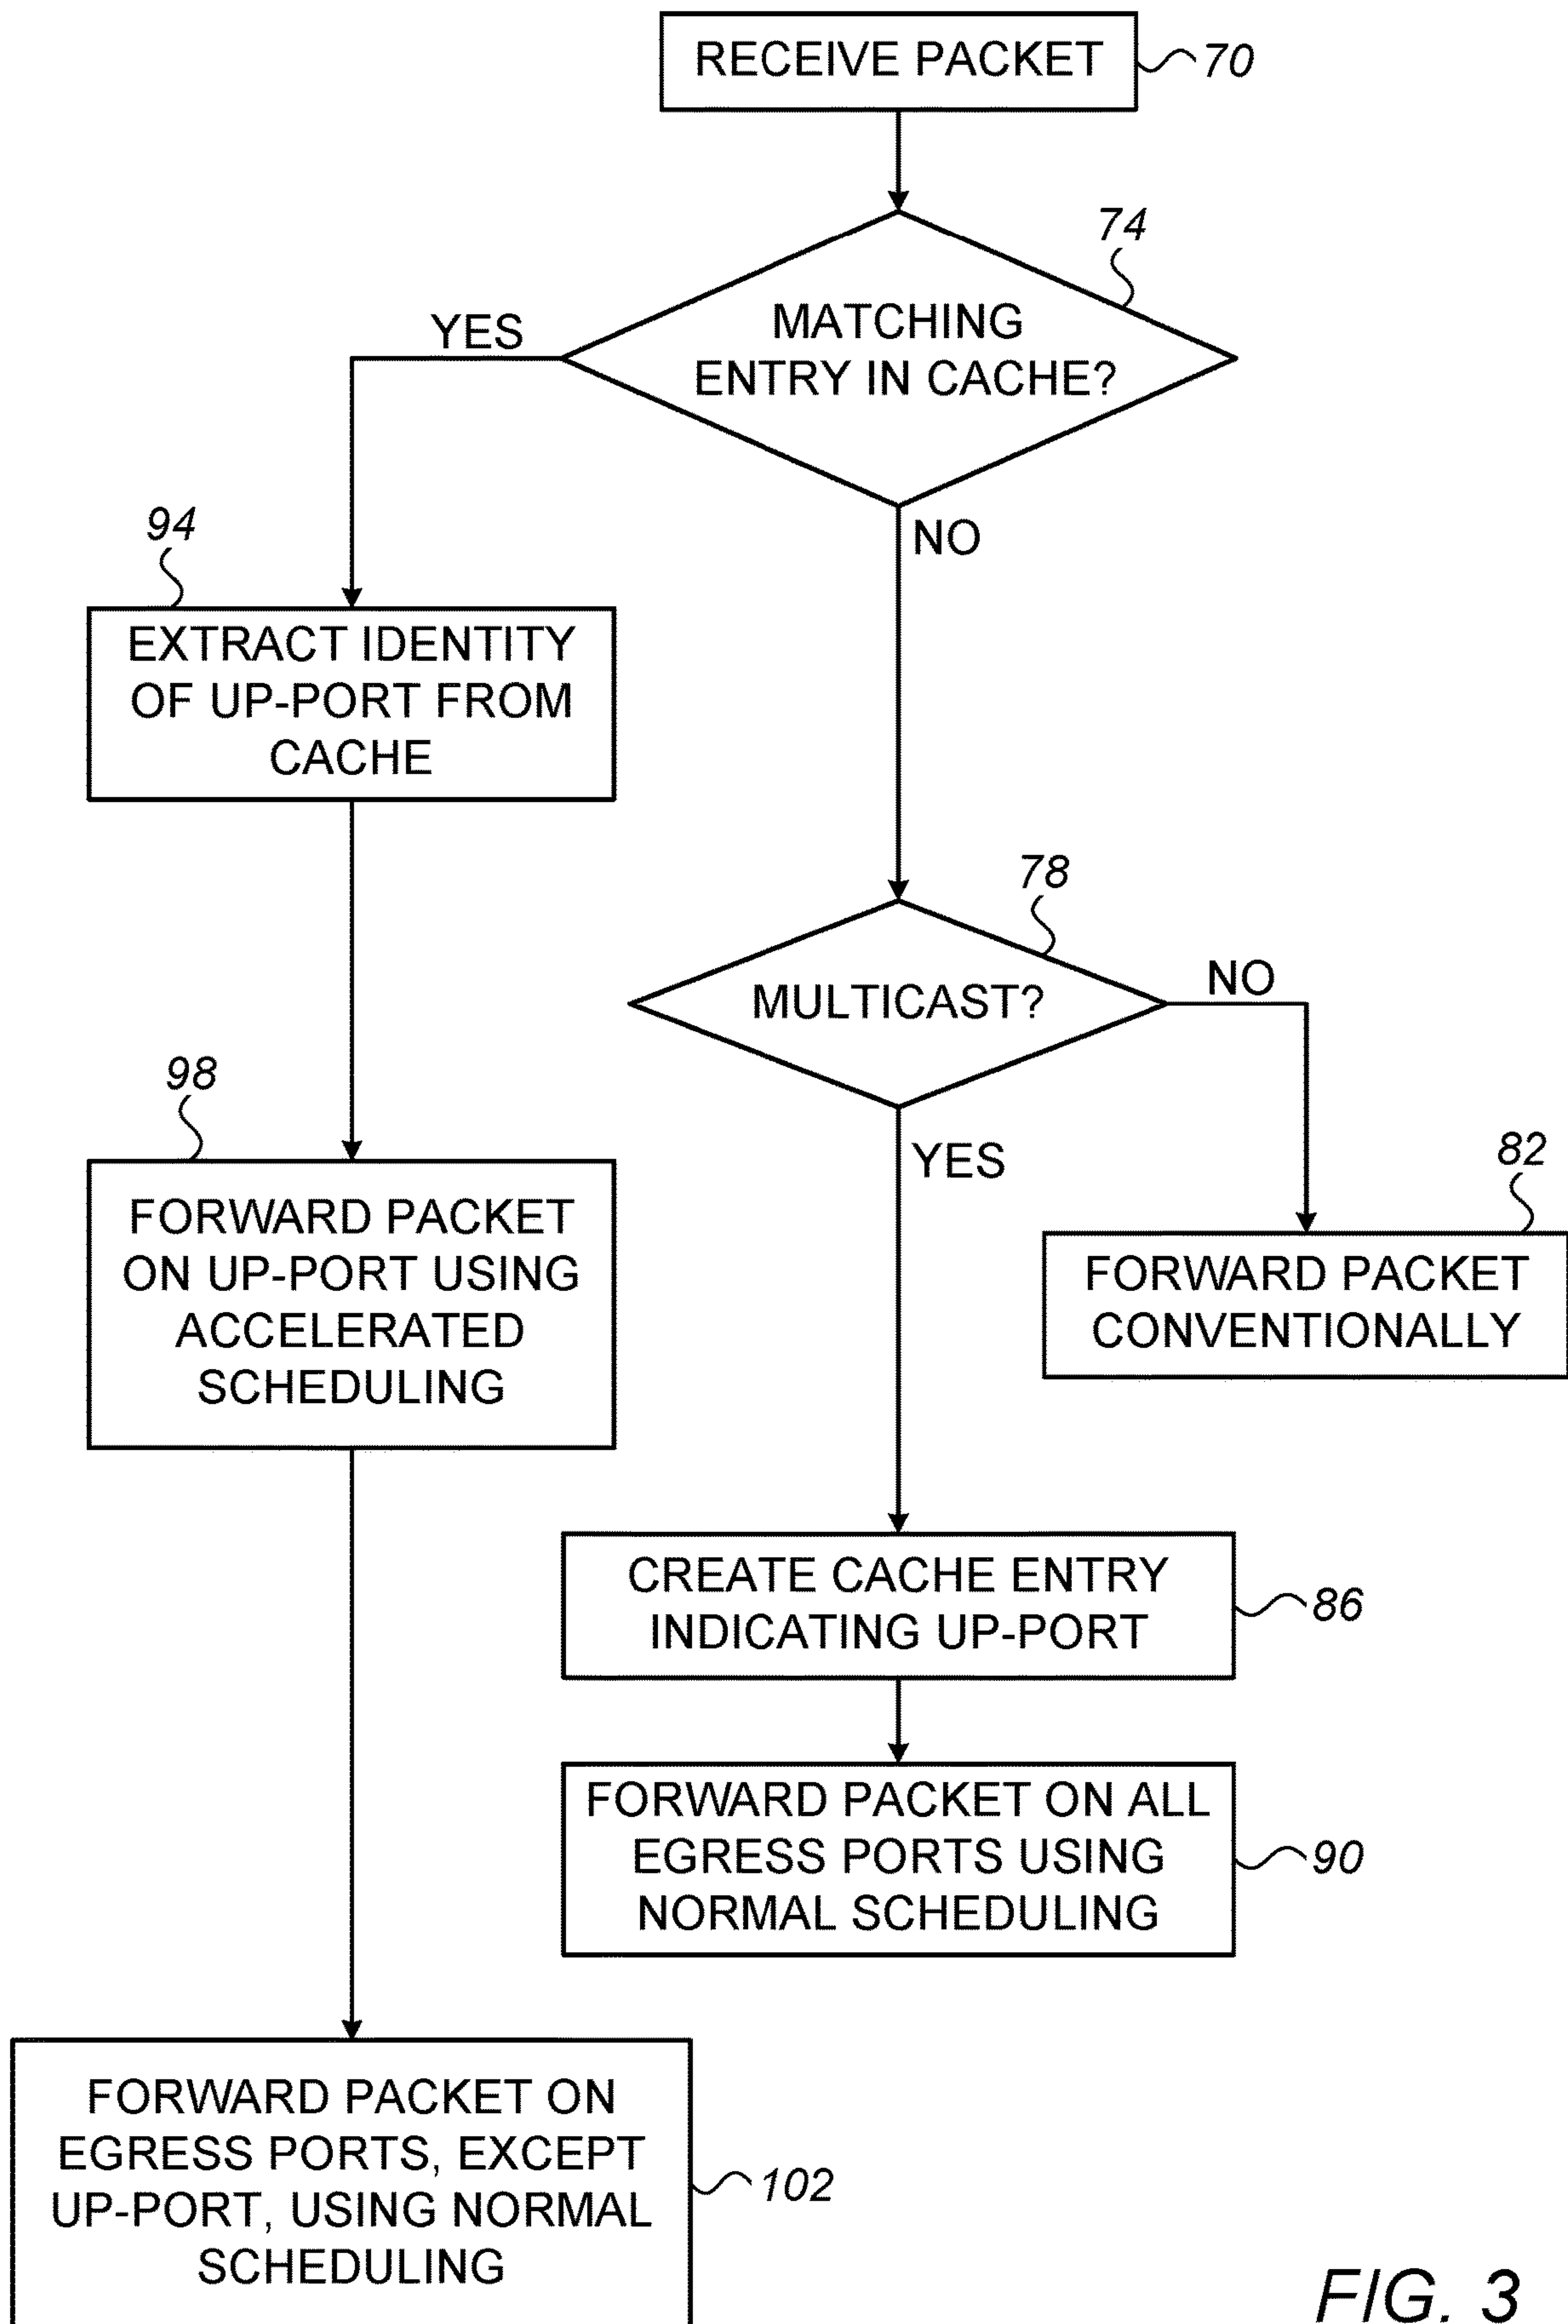 RECEIVE PACKET
70
74
MATCHING
ENTRY IN CACHE?
YES
NO
94
EXTRACT IDENTITY
OF UP-PORT FROM
CACHE
78
MULTICAST?
NO
YES
98
FORWARD PACKET
ON UP-PORT USING
ACCELERATED
SCHEDULING
82
FORWARD PACKET
CONVENTIONALLY
CREATE CACHE ENTRY
INDICATING UP-PORT
86
FORWARD PACKET ON ALL
EGRESS PORTS USING
NORMAL SCHEDULING
90
FORWARD PACKET ON
EGRESS PORTS, EXCEPT
UP-PORT, USING NORMAL
SCHEDULING
102
FIG. 3